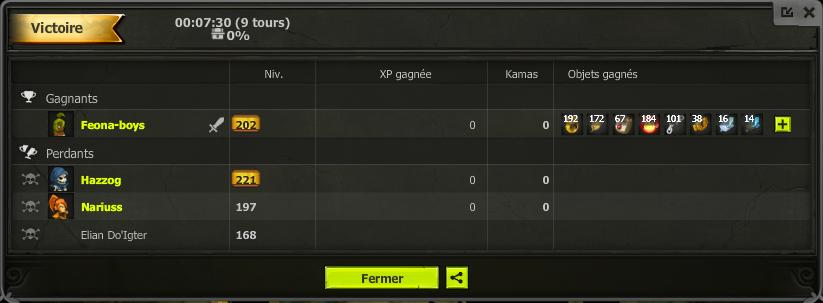 Victoire
00:07:30 (9 tours)
0%
Niv. XP gagnée Kamas Objets gagnés
Gagnants
Feona-boys 202 0 0 192 172 67 184 101 38 16 14
Perdants
Hazzog 221 0 0
Nariuss 197 0 0
Elian Do'Igter 168
Fermer